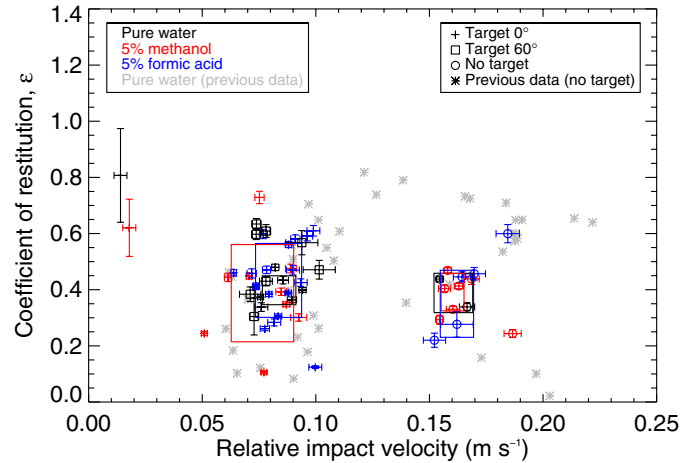 1.4
1.2
1.0
0.8
0.6
0.4
0.2
0.0
Coefficient of restitution, ε
Pure water
5% methanol
5% formic acid
Pure water (previous data)
Target 0°
Target 60°
No target
Previous data (no target)
0.00 0.05 0.10 0.15 0.20 0.25
Relative impact velocity (m s⁻¹)